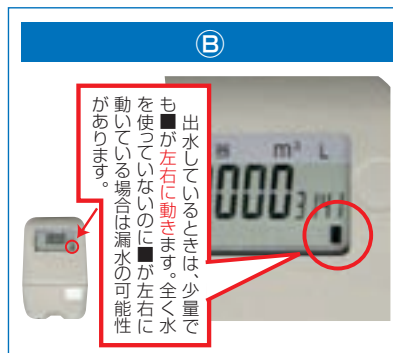 Ⓑ
出水しているときは、少量で
も■が左右に動きます。全く水
を使っていないのに■が左右に
動いている場合は漏水の可能性
があります。
m³ L